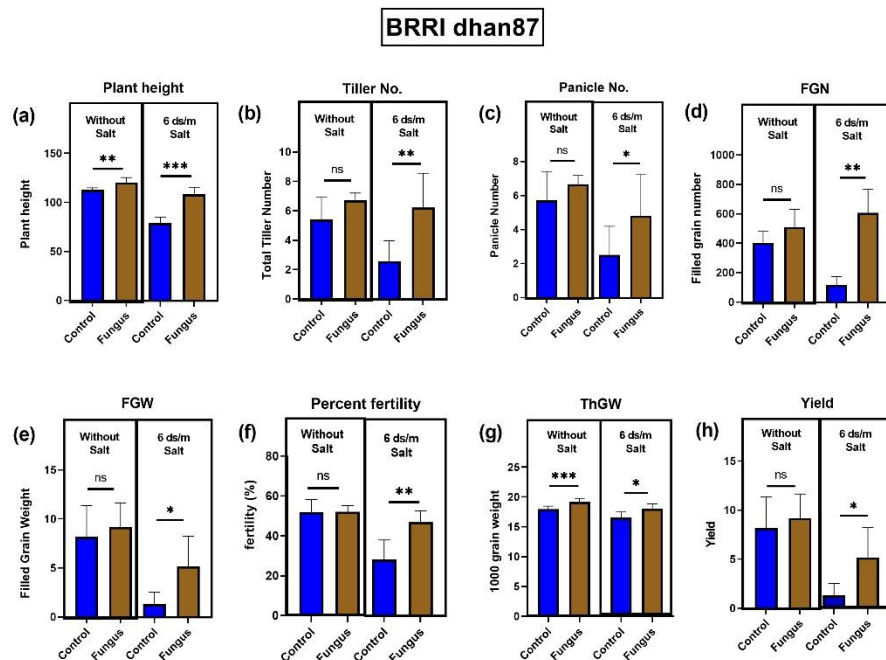 BRRI dhan87
(a)
Plant height
Without
Salt
6 ds/m
Salt
**
***
Plant height
150
100
50
0
Control
Fungus
Control
Fungus
(b)
Tiller No.
Without
Salt
6 ds/m
Salt
ns
**
Total Tiller Number
10
8
6
4
2
0
Control
Fungus
Control
Fungus
(c)
Panicle No.
Without
Salt
6 ds/m
Salt
ns
*
Panicle Number
8
6
4
2
0
Control
Fungus
Control
Fungus
(d)
FGN
Without
Salt
6 ds/m
Salt
ns
**
Filled grain number
1000
800
600
400
200
0
Control
Fungus
Control
Fungus
(e)
FGW
Without
Salt
6 ds/m
Salt
ns
*
Filled Grain Weight
15
10
5
0
Control
Fungus
Control
Fungus
(f)
Percent fertility
Without
Salt
6 ds/m
Salt
ns
**
fertility (%)
80
60
40
20
0
Control
Fungus
Control
Fungus
(g)
ThGW
Without
Salt
6 ds/m
Salt
***
*
1000 grain weight
25
20
15
10
5
0
Control
Fungus
Control
Fungus
(h)
Yield
Without
Salt
6 ds/m
Salt
ns
*
Yield
15
10
5
0
Control
Fungus
Control
Fungus